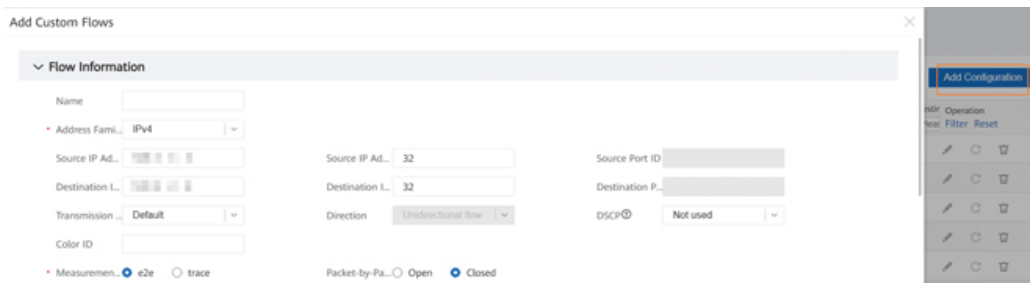 Add Custom Flows
Flow Information
Add Configuration
Name
Operation
Filter Reset
* Address Fami... IPv4
Source IP Ad... Source IP Ad... 32 Source Port ID
Destination I... Destination I... 32 Destination P...
Transmission ... Default Direction Unidirectional flow DSCP Not used
Color ID
* Measuremen... e2e trace Packet-by-Pa... Open Closed